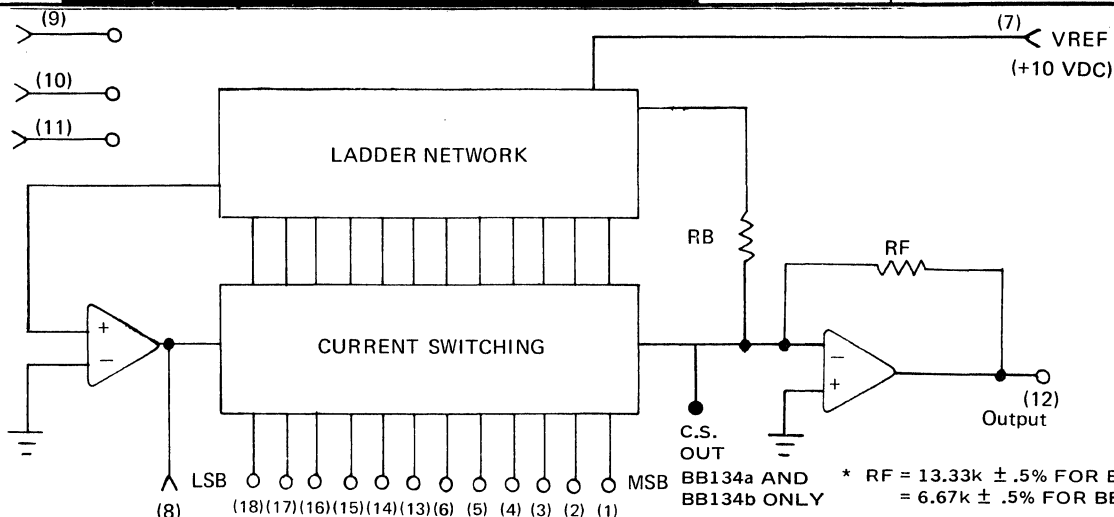 (9)
(7)
VREF
(+10 VDC)
(10)
(11)
LADDER NETWORK
RB
RF
+
−
CURRENT SWITCHING
−
+
(12)
Output
C.S.
OUT
BB134a AND
BB134b ONLY
LSB
MSB
(8)
(18) (17) (16) (15) (14) (13) (6) (5) (4) (3) (2) (1)
* RF = 13.33k ± .5% FOR
= 6.67k ± .5% FOR